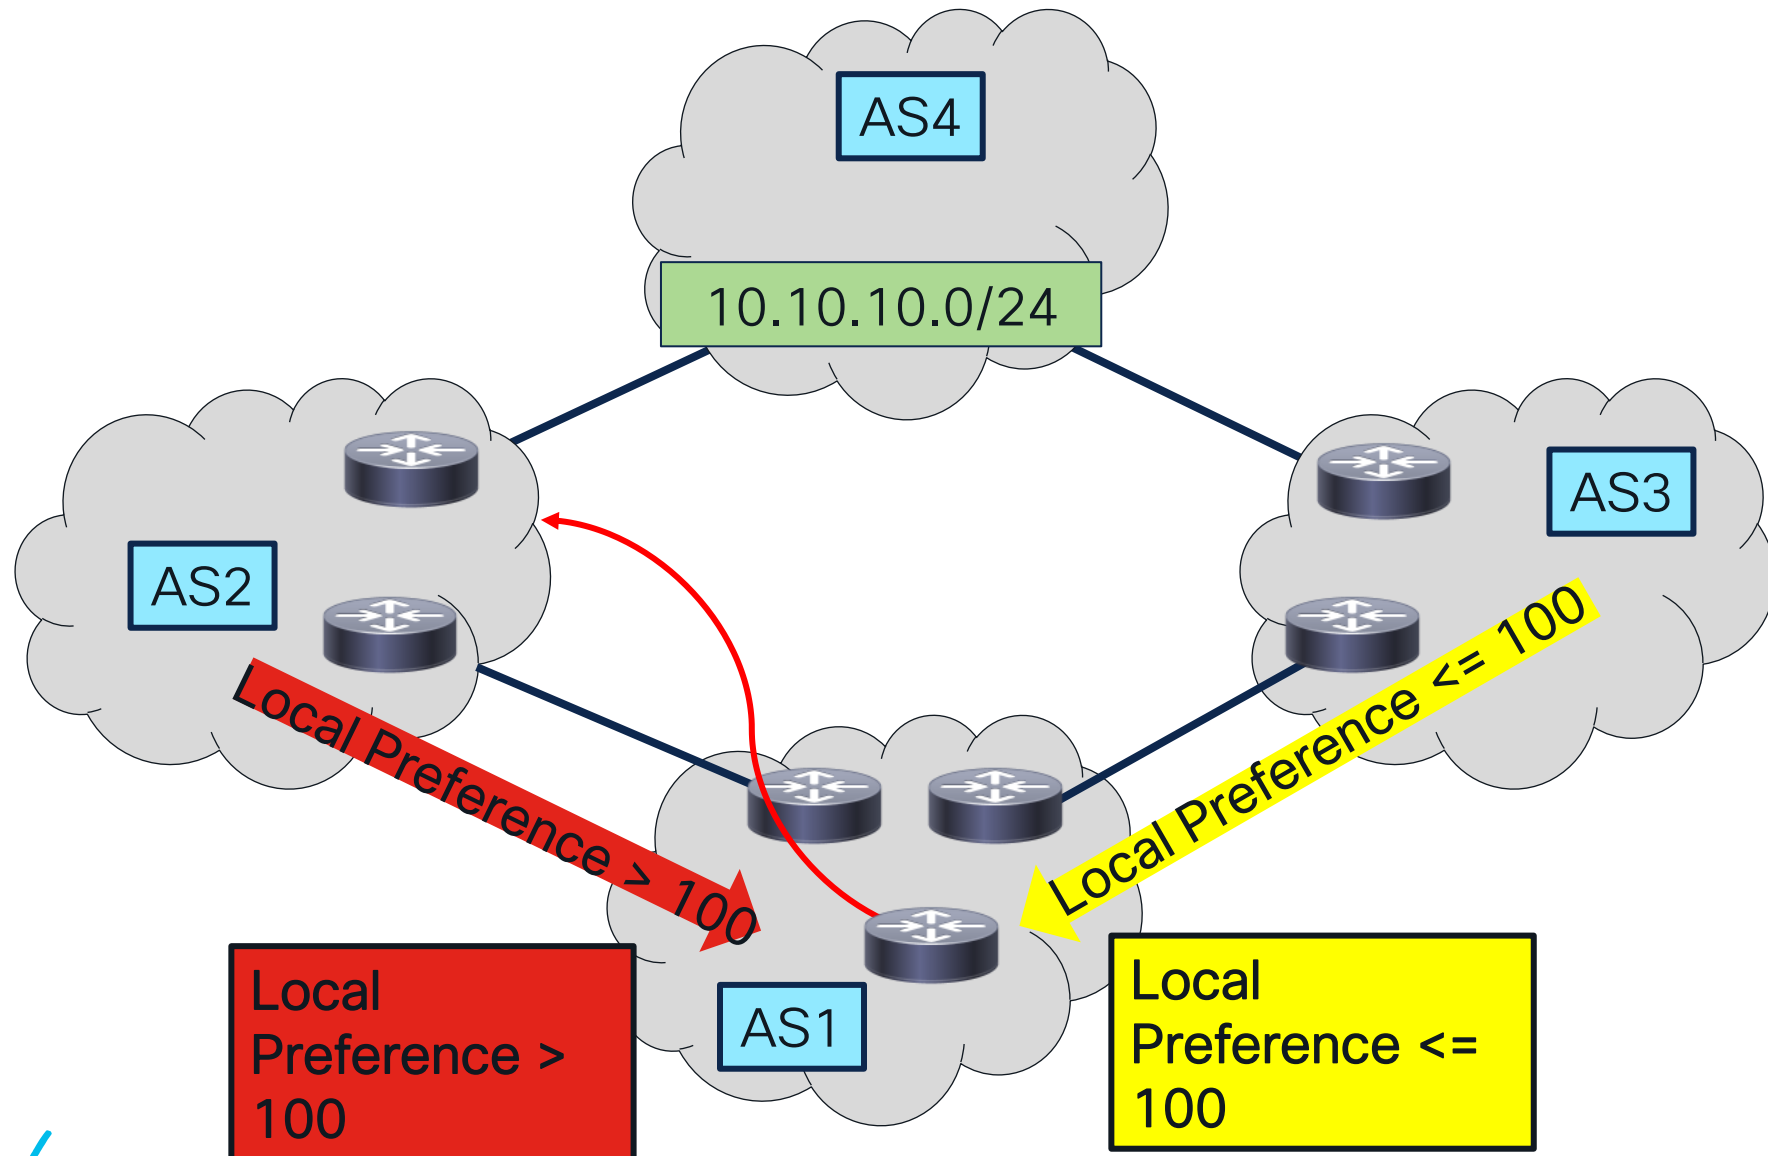 AS4
10.10.10.0/24
AS3
AS2
Local Preference > 100
Local Preference <= 100
AS1
Local
Preference >
100
Local
Preference <=
100